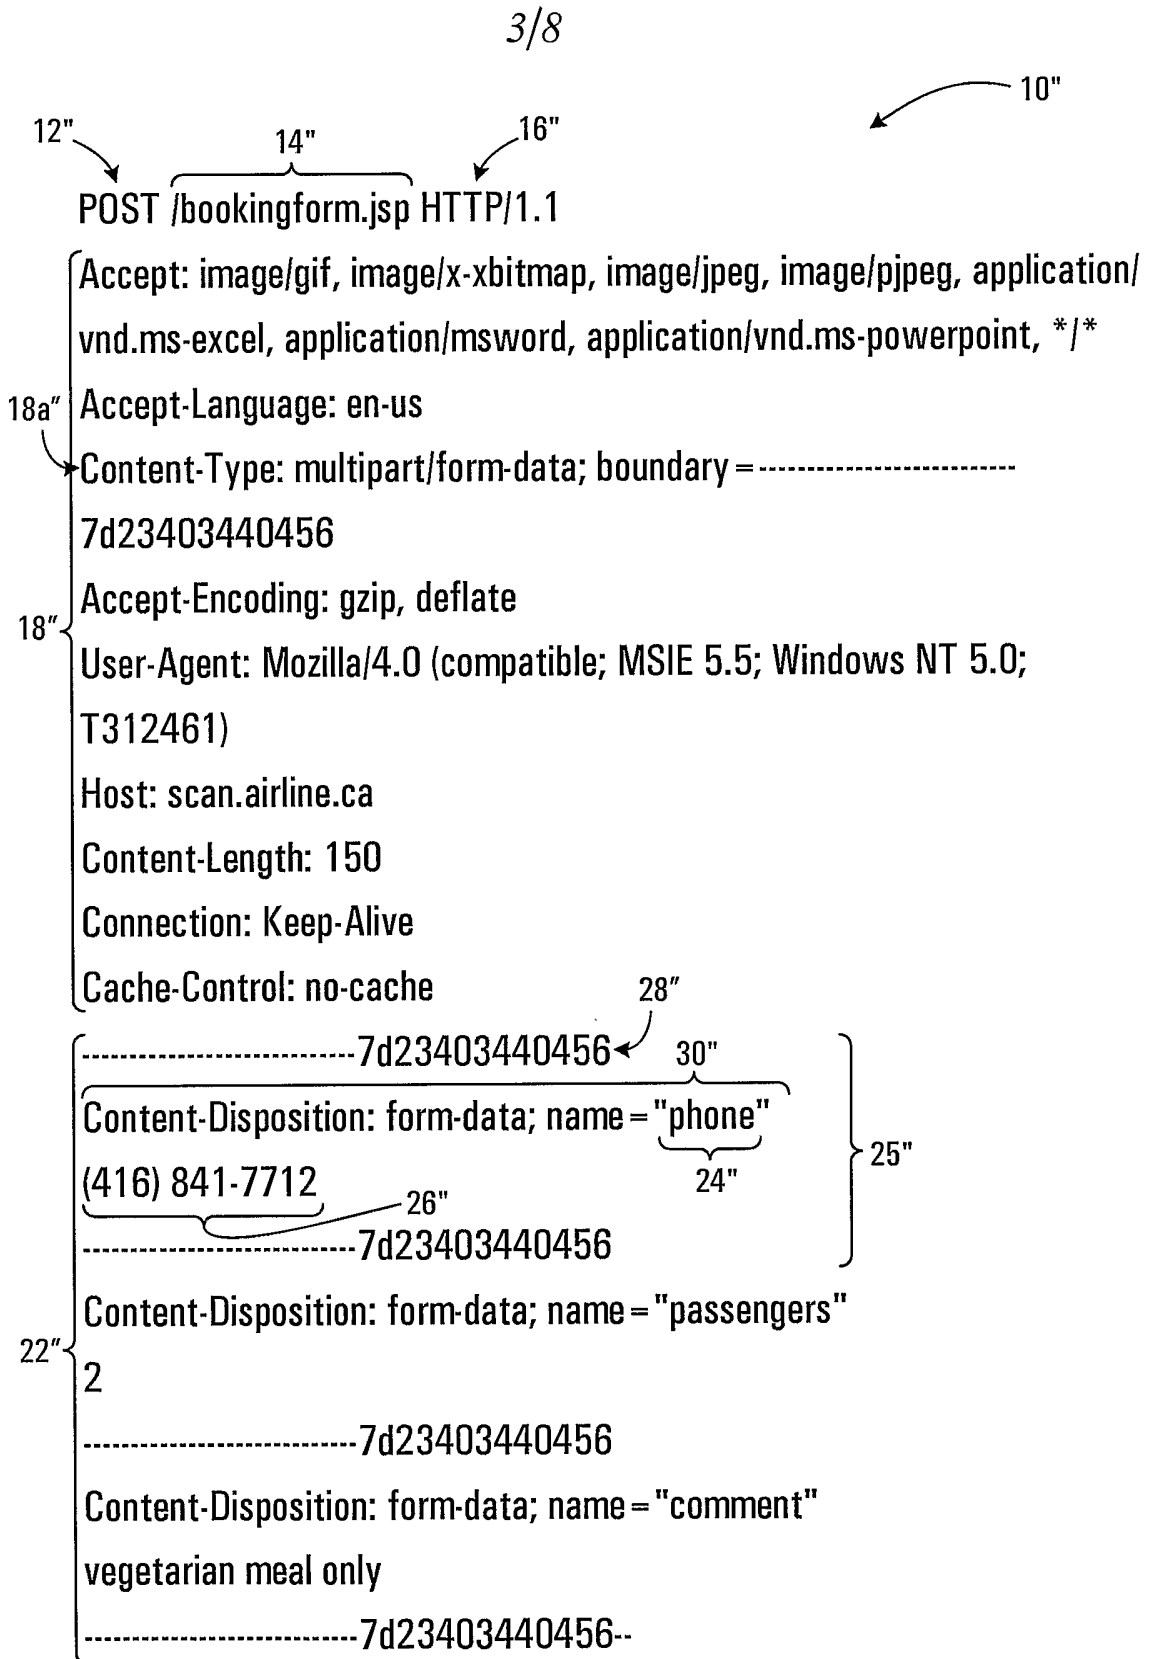 3/8
10"
12"
14"
16"
POST /bookingform.jsp HTTP/1.1
Accept: image/gif, image/x-xbitmap, image/jpeg, image/pjpeg, application/
vnd.ms-excel, application/msword, application/vnd.ms-powerpoint, */*
18a"
Accept-Language: en-us
Content-Type: multipart/form-data; boundary=---------------------------
7d23403440456
Accept-Encoding: gzip, deflate
18"
User-Agent: Mozilla/4.0 (compatible; MSIE 5.5; Windows NT 5.0;
T312461)
Host: scan.airline.ca
Content-Length: 150
Connection: Keep-Alive
Cache-Control: no-cache
28"
---------------------------7d23403440456
30"
Content-Disposition: form-data; name="phone"
25"
24"
(416) 841-7712
26"
---------------------------7d23403440456
Content-Disposition: form-data; name="passengers"
22"
2
---------------------------7d23403440456
Content-Disposition: form-data; name="comment"
vegetarian meal only
---------------------------7d23403440456--